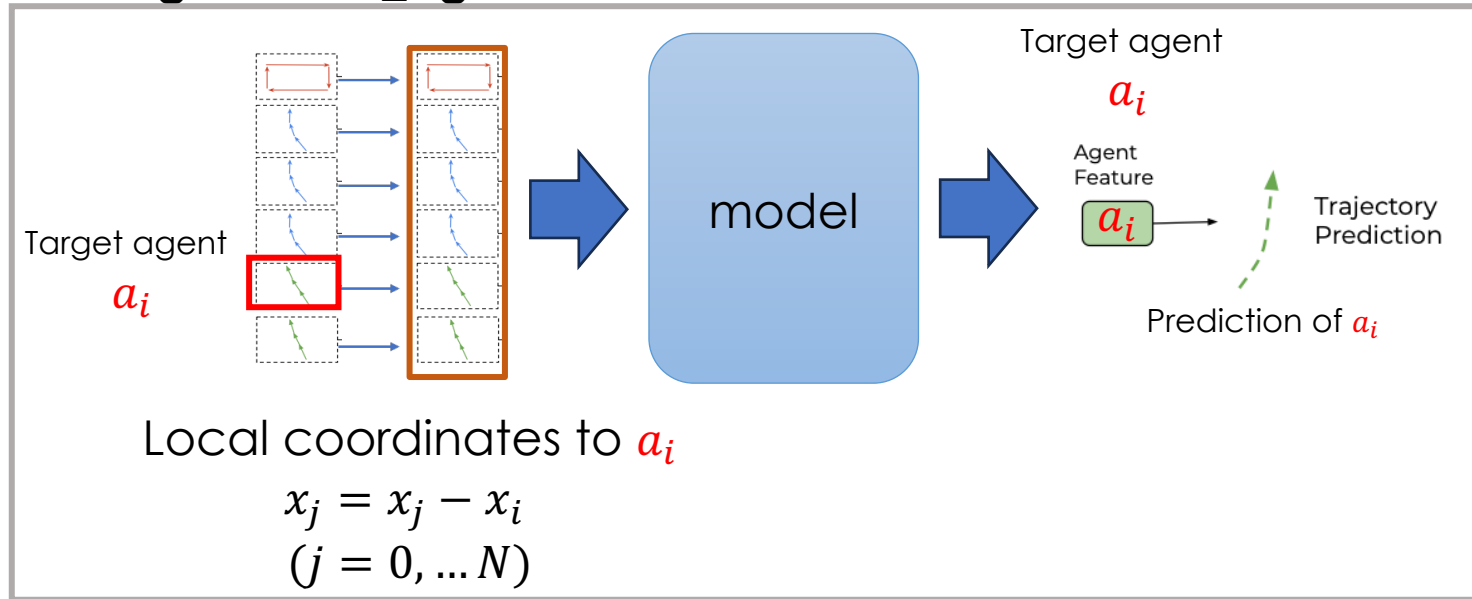 Target agent
a_i
Target agent
a_i
model
Agent
Feature
a_i
Trajectory
Prediction
Prediction of a_i
Local coordinates to a_i
x_j = x_j − x_i
(j = 0, … N)